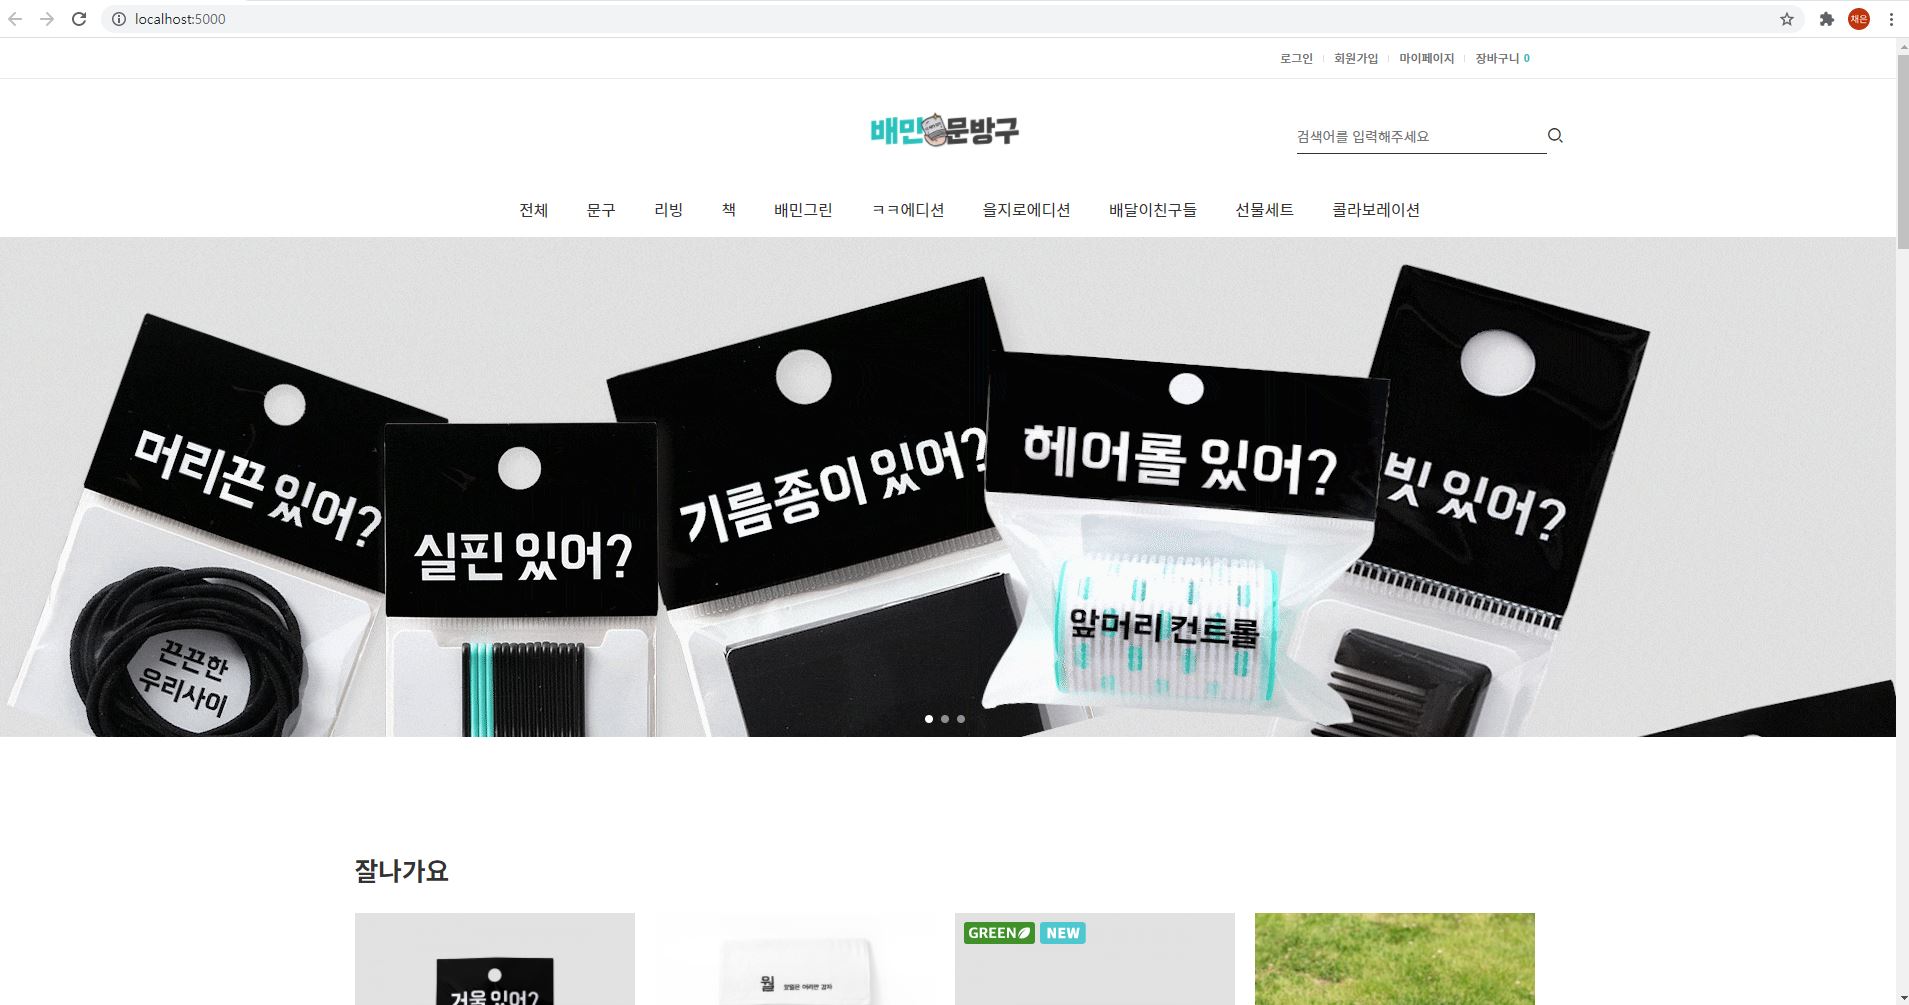 localhost:5000
채은
로그인 회원가입 마이페이지 장바구니 0
배민문방구
검색어를 입력해주세요
전체 문구 리빙 책 배민그린 ㅋㅋ에디션 을지로에디션 배달이친구들 선물세트 콜라보레이션
머리끈 있어?
끈끈한
우리사이
실핀 있어?
기름종이 있어?
헤어롤 있어?
앞머리 컨트롤
빗 있어?
잘나가요
거울 있어?
월
GREEN NEW